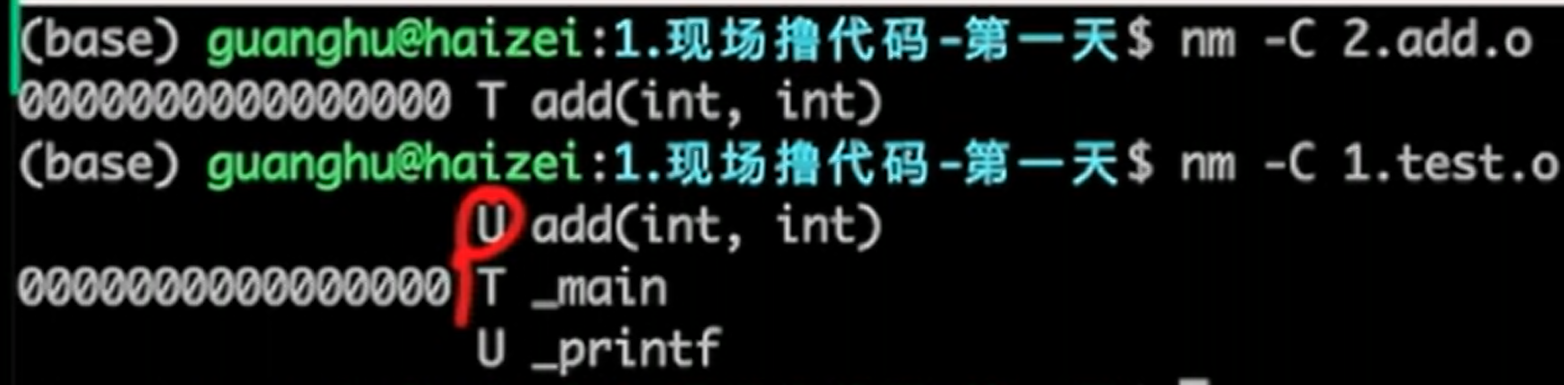 (base) guanghu@haizei:1.现场撸代码-第一天$ nm -C 2.add.o
0000000000000000 T add(int, int)
(base) guanghu@haizei:1.现场撸代码-第一天$ nm -C 1.test.o
U add(int, int)
0000000000000000 T _main
U _printf